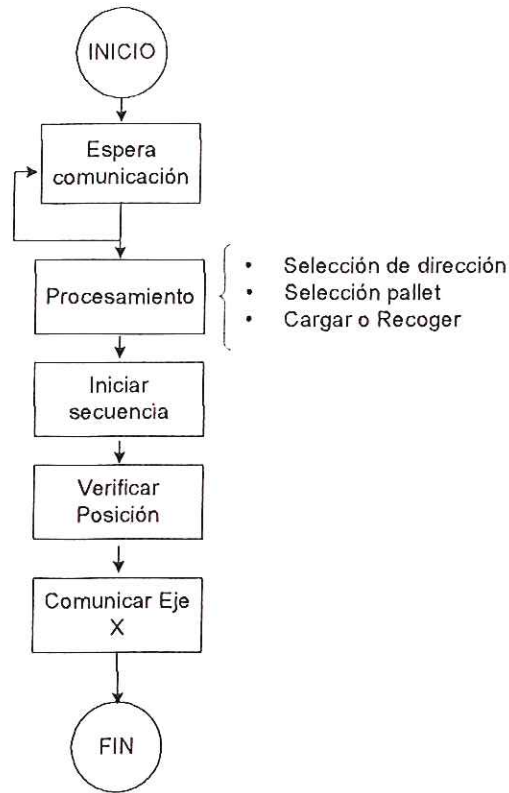 INICIO
Espera
comunicación
Procesamiento
• Selección de dirección
• Selección pallet
• Cargar o Recoger
Iniciar
secuencia
Verificar
Posición
Comunicar Eje
X
FIN